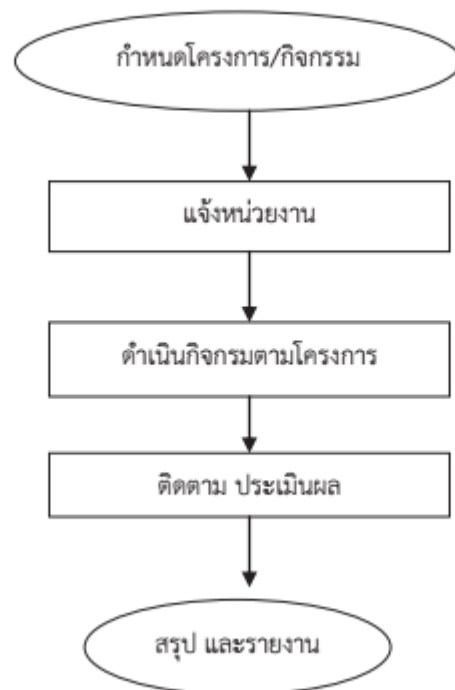 กำหนดโครงการ/กิจกรรม
แจ้งหน่วยงาน
ดำเนินกิจกรมตามโครงการ
ติดตาม ประเมินผล
สรุป และรายงาน